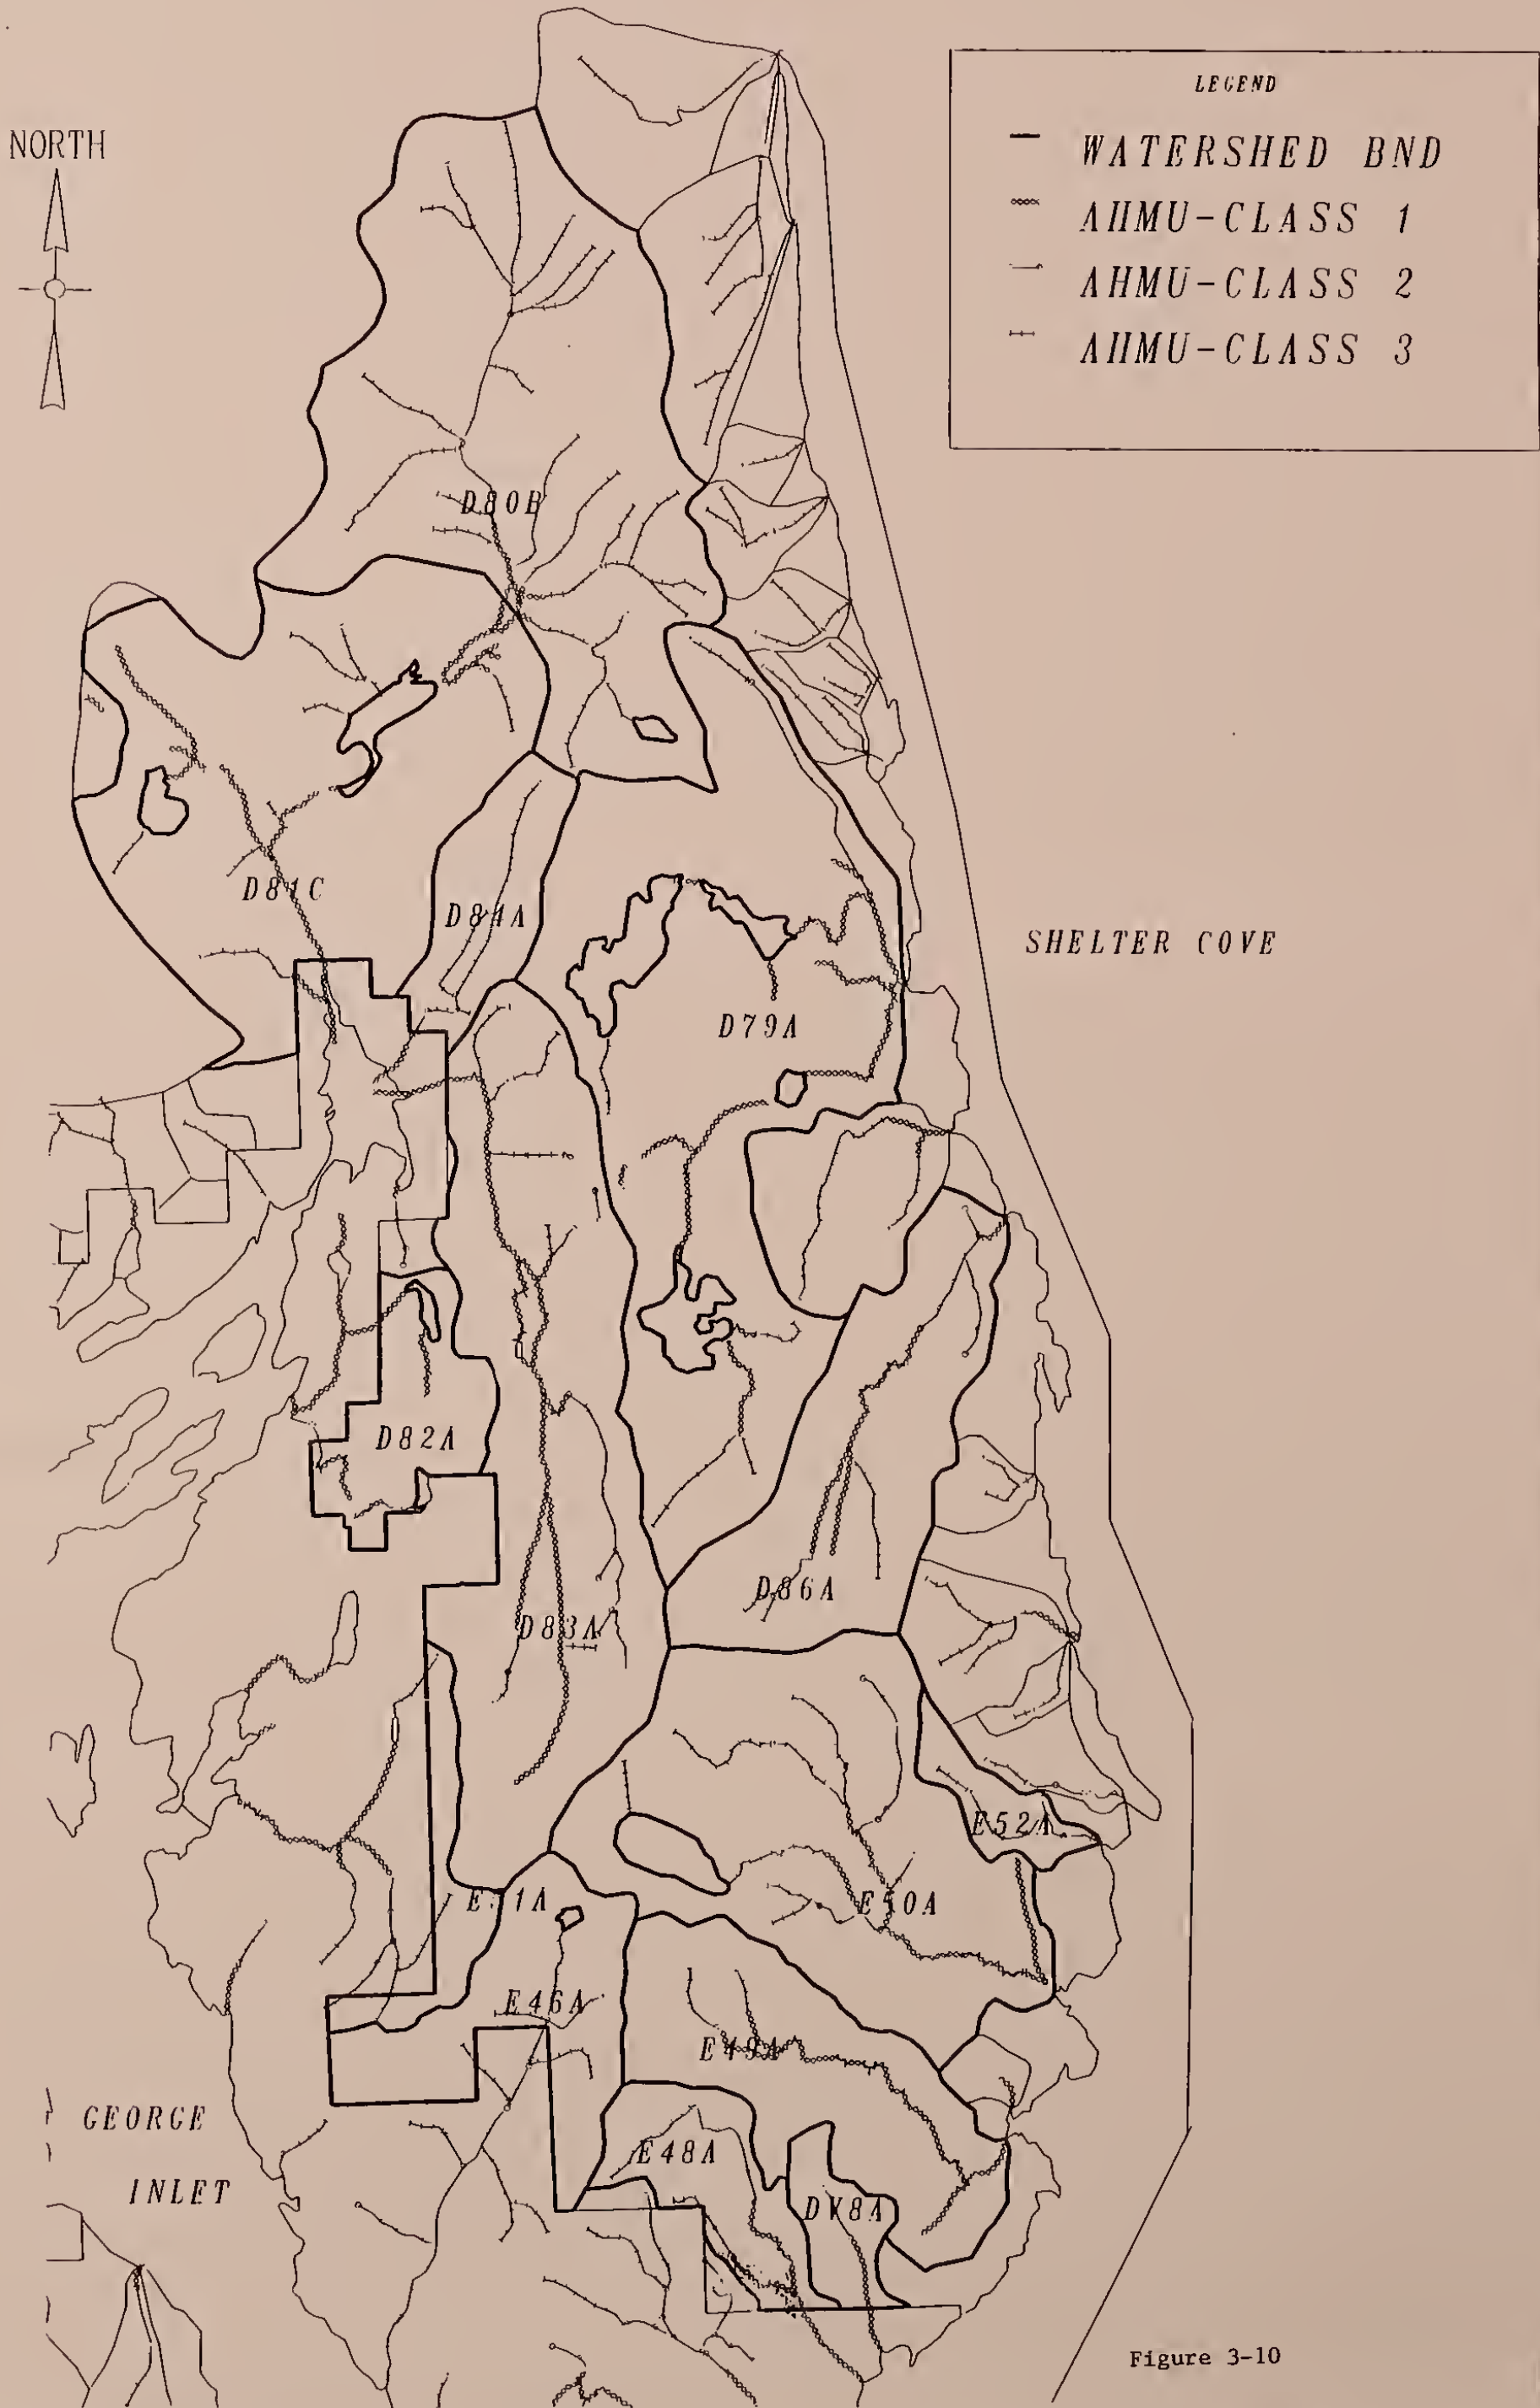 LEGEND
NORTH
WATERSHED BND
AHMU-CLASS 1
AHMU-CLASS 2
AHMU-CLASS 3
D80B
D81C
D84A
SHELTER COVE
D79A
D82A
D86A
D83A
E52A
E50A
E46A
E49A
GEORGE
E48A
INLET
DV8A
Figure 3-10